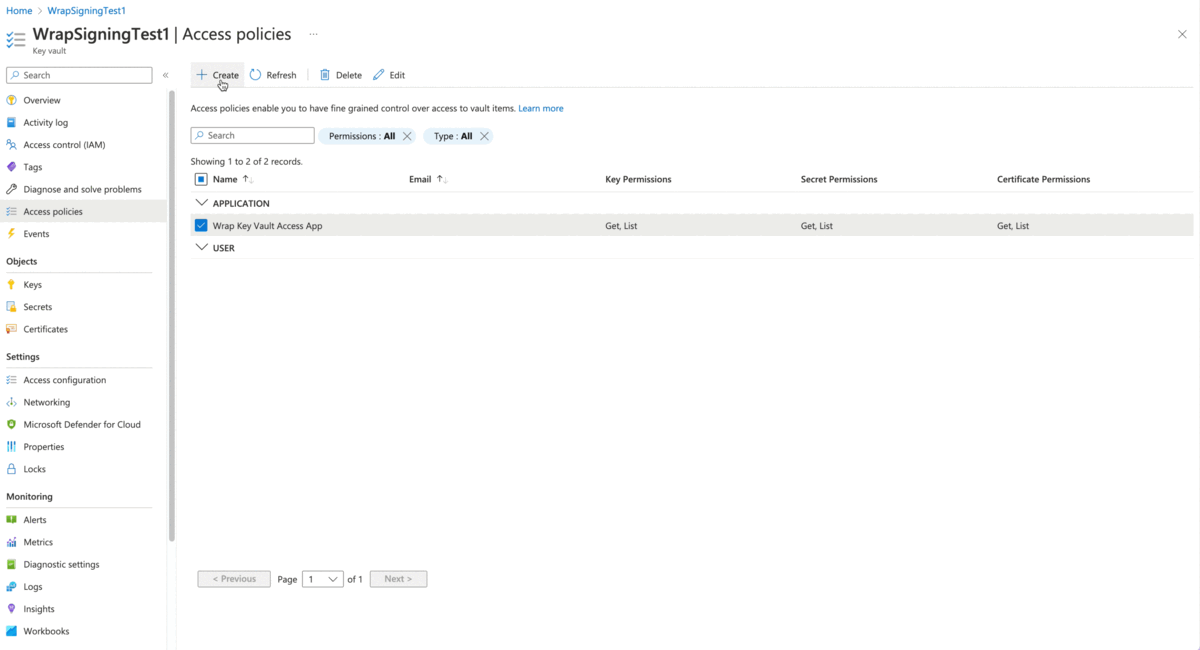 Home > WrapSigningTest1
WrapSigningTest1 | Access policies ...
Key vault
Search «
Overview
Activity log
Access control (IAM)
Tags
Diagnose and solve problems
Access policies
Events
Objects
Keys
Secrets
Certificates
Settings
Access configuration
Networking
Microsoft Defender for Cloud
Properties
Locks
Monitoring
Alerts
Metrics
Diagnostic settings
Logs
Insights
Workbooks
Create Refresh Delete Edit
Access policies enable you to have fine grained control over access to vault items. Learn more
Search Permissions : All Type : All
Showing 1 to 2 of 2 records.
Name ↑↓ Email ↑↓ Key Permissions Secret Permissions Certificate Permissions
APPLICATION
Wrap Key Vault Access App Get, List Get, List Get, List
USER
< Previous Page 1 of 1 Next >